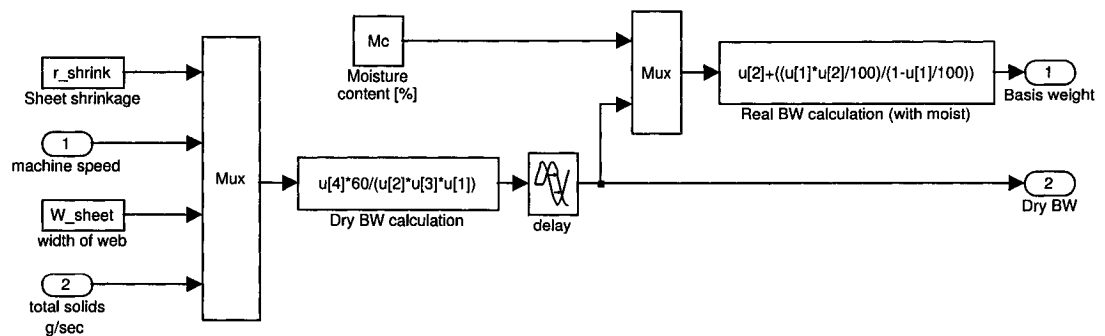 r_shrink
Sheet shrinkage
1
machine speed
W_sheet
width of web
2
total solids
g/sec
Mux
u[4]*60/(u[2]*u[3]*u[1])
Dry BW calculation
delay
Mc
Moisture
content [%]
Mux
u[2]+((u[1]*u[2]/100)/(1-u[1]/100))
Real BW calculation (with moist)
1
Basis weight
2
Dry BW